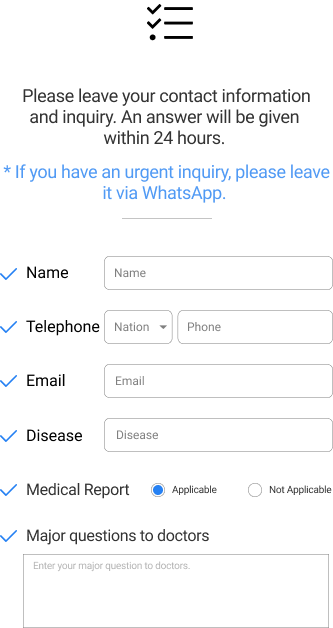 Please leave your contact information
and inquiry. An answer will be given
within 24 hours.
* If you have an urgent inquiry, please leave
it via WhatsApp.
Name Name
Telephone Nation Phone
Email Email
Disease Disease
Medical Report Applicable Not Applicable
Major questions to doctors
Enter your major question to doctors.